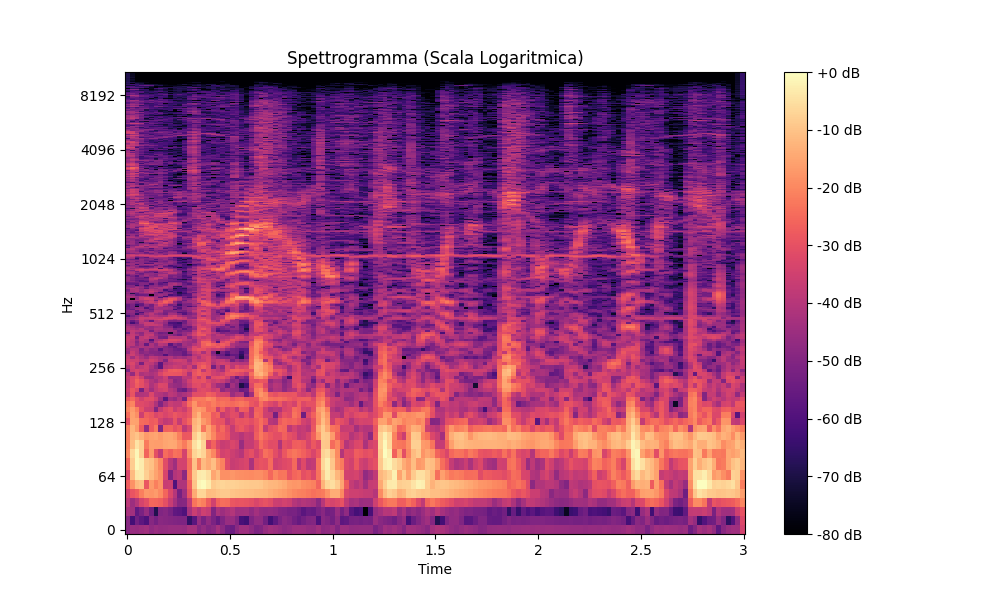 Spettrogramma (Scala Logaritmica)
8192
4096
2048
1024
512
256
128
64
0
Hz
0
0.5
1
1.5
2
2.5
3
Time
+0 dB
-10 dB
-20 dB
-30 dB
-40 dB
-50 dB
-60 dB
-70 dB
-80 dB